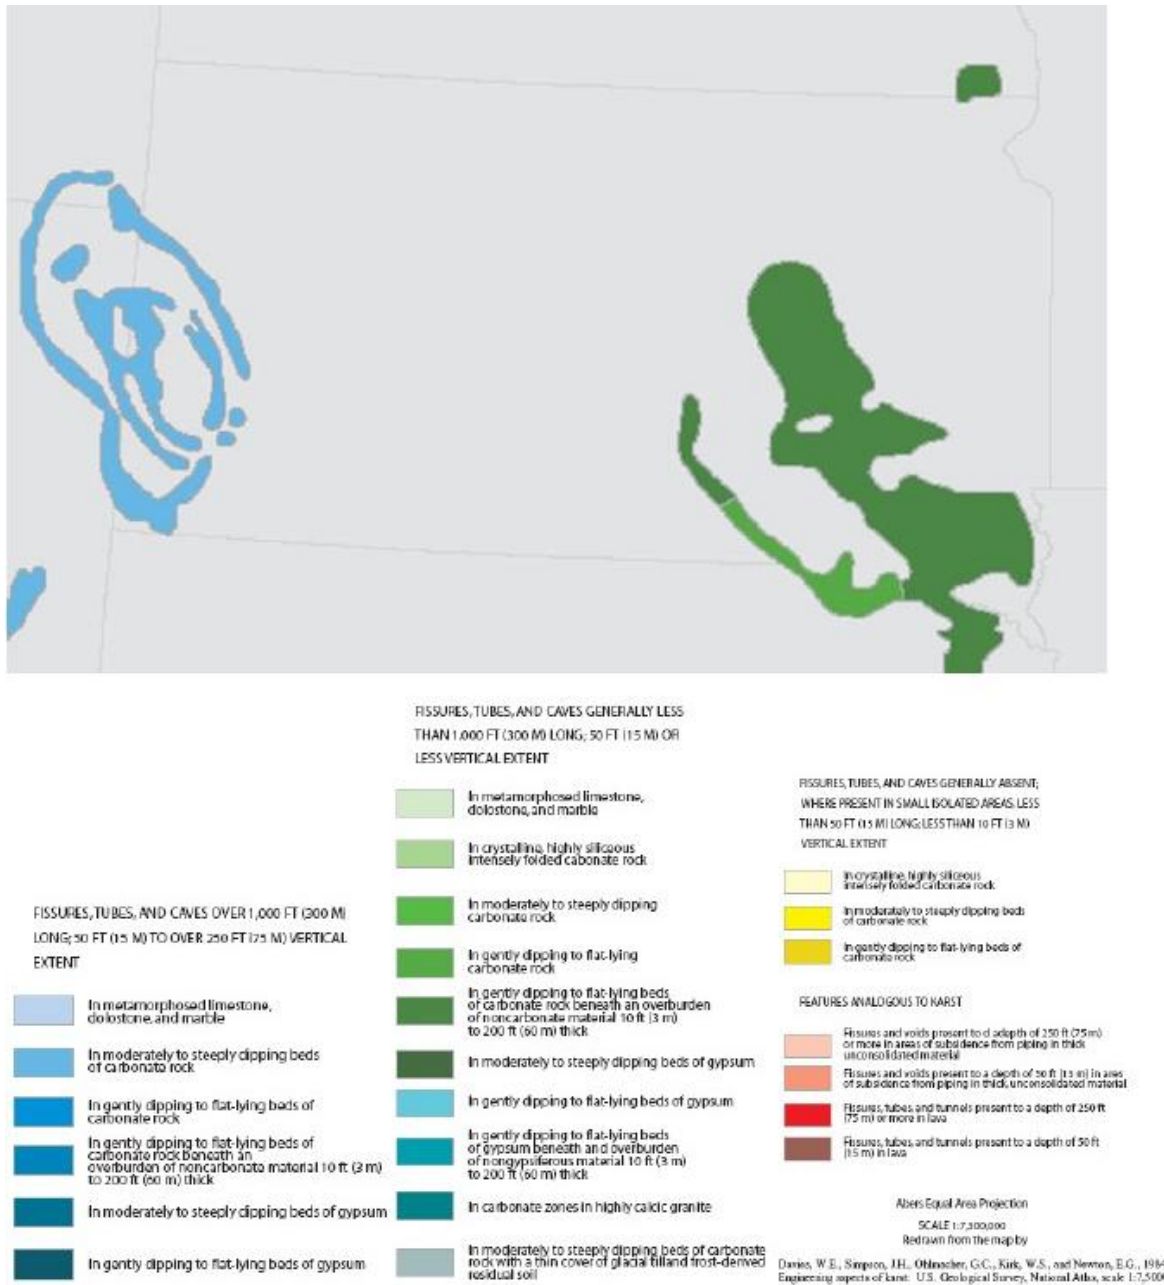 FISSURES, TUBES, AND CAVES OVER 1,000 FT (300 M)
LONG; 50 FT (15 M) TO OVER 250 FT (75 M) VERTICAL
EXTENT
In metamorphosed limestone,
dolostone, and marble
In moderately to steeply dipping beds
of carbonate rock
In gently dipping to flat-lying beds of
carbonate rock
In gently dipping to flat-lying beds of
carbonate rock beneath an
overburden of noncarbonate material 10 ft (3 m)
to 200 ft (60 m) thick
In moderately to steeply dipping beds of gypsum
In gently dipping to flat-lying beds of gypsum
FISSURES, TUBES, AND CAVES GENERALLY LESS
THAN 1.000 FT (300 M) LONG; 50 FT (15 M) OR
LESS VERTICAL EXTENT
In metamorphosed limestone,
dolostone, and marble
In crystalline, highly siliceous
intensely folded cabonate rock
In moderately to steeply dipping
carbonate rock
In gently dipping to flat-lying
carbonate rock
In gently dipping to flat-lying beds
of carbonate rock beneath an overburden
of noncarbonate material 10 ft (3 m)
to 200 ft (60 m) thick
In moderately to steeply dipping beds of gypsum
In gently dipping to flat-lying beds of gypsum
In gently dipping to flat-lying beds
of gypsum beneath and overburden
of nongypsiferous material 10 ft (3 m)
to 200 ft (60 m) thick
In carbonate zones in highly calcic granite
In moderately to steeply dipping beds of carbonate
rock with a thin cover of glacial tilland frost-derived
residual soil
FISSURES, TUBES, AND CAVES GENERALLY ABSENT;
WHERE PRESENT IN SMALL ISOLATED AREAS, LESS
THAN 50 FT (15 M) LONG; LESS THAN 10 FT (3 M)
VERTICAL EXTENT
In crystalline, highly siliceous
intensely folded carbonate rock
In moderately to steeply dipping beds
of carbonate rock
In gently dipping to flat-lying beds of
carbonate rock
FEATURES ANALOGOUS TO KARST
Fissures and voids present to d adepth of 250 ft (75 m)
or more in areas of subsidence from piping in thick
unconsolidated material
Fissures and voids present to a depth of 50 ft (15 m) in areas
of subsidence from piping in thick, unconsolidated material
Fissures, tubes, and tunnels present to a depth of 250 ft
(75 m) or more in lava
Fissures, tubes, and tunnels present to a depth of 50 ft
(15 m) in lava
Abers Equal Area Projection
SCALE 1:7,500,000
Redrawn from the map by
Davies, W.E., Simpson, J.H., Ohlmacher, G.C., Kirk, W.S., and Newton, E.G., 1984
Engineering aspects of karst: U.S. Geological Survey, National Atlas, scale 1:7,500